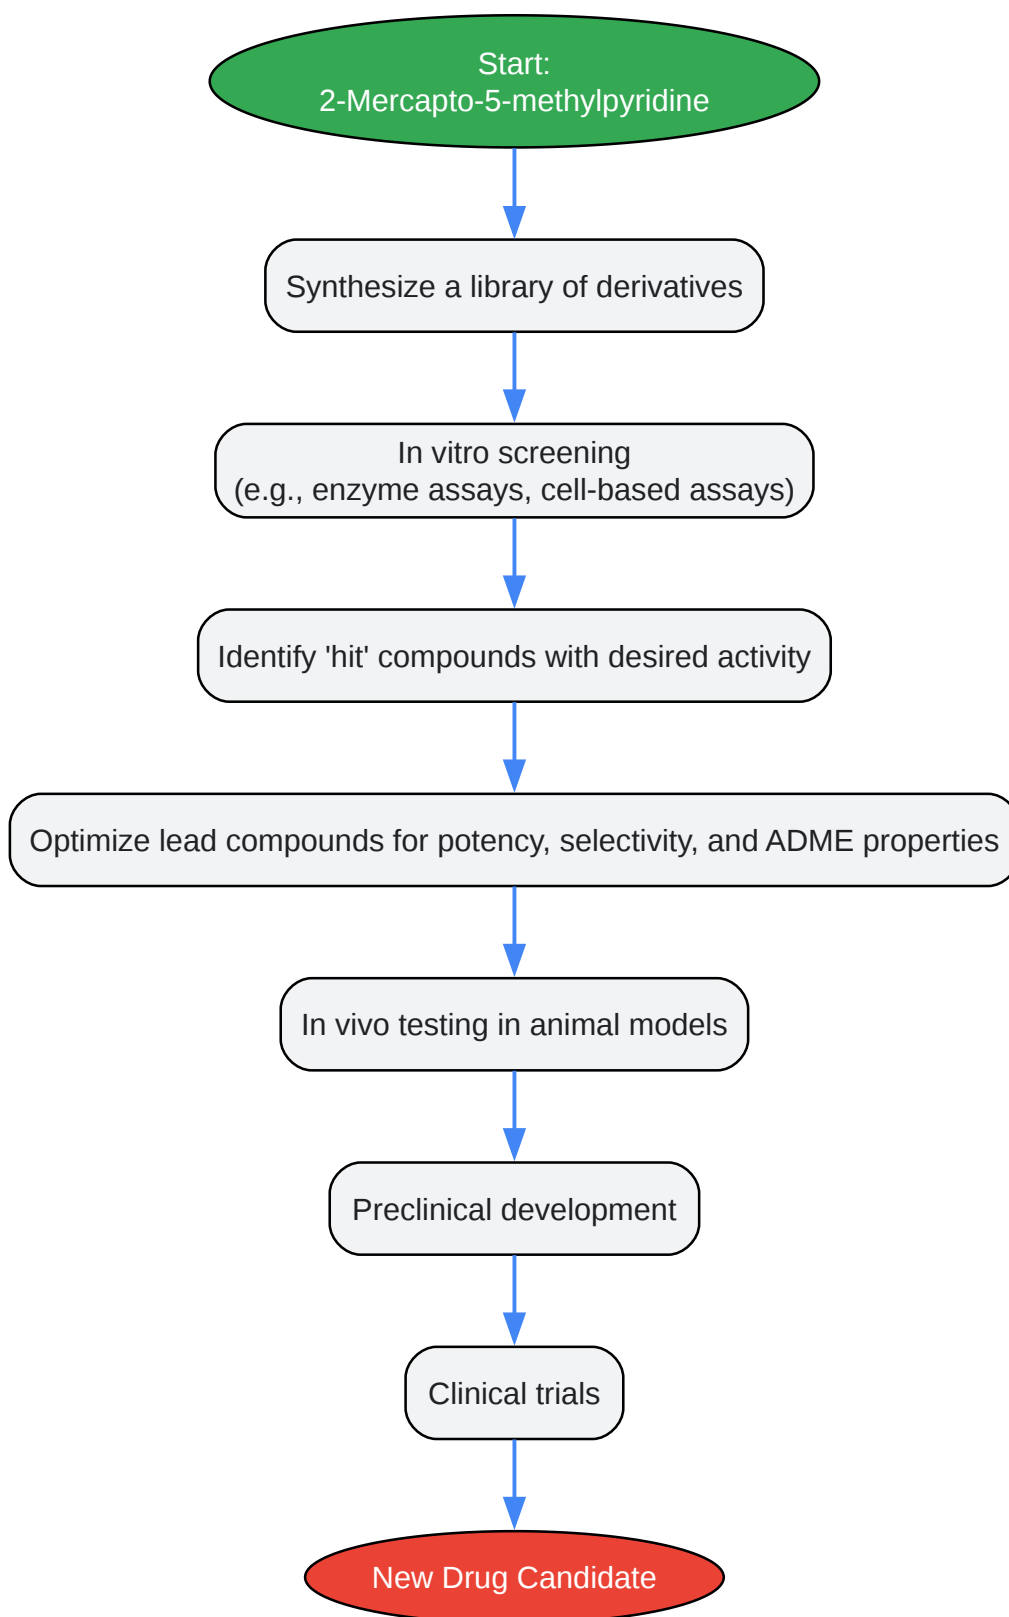 Start:
2-Mercapto-5-methylpyridine
Synthesize a library of derivatives
In vitro screening
(e.g., enzyme assays, cell-based assays)
Identify 'hit' compounds with desired activity
Optimize lead compounds for potency, selectivity, and ADME properties
In vivo testing in animal models
Preclinical development
Clinical trials
New Drug Candidate